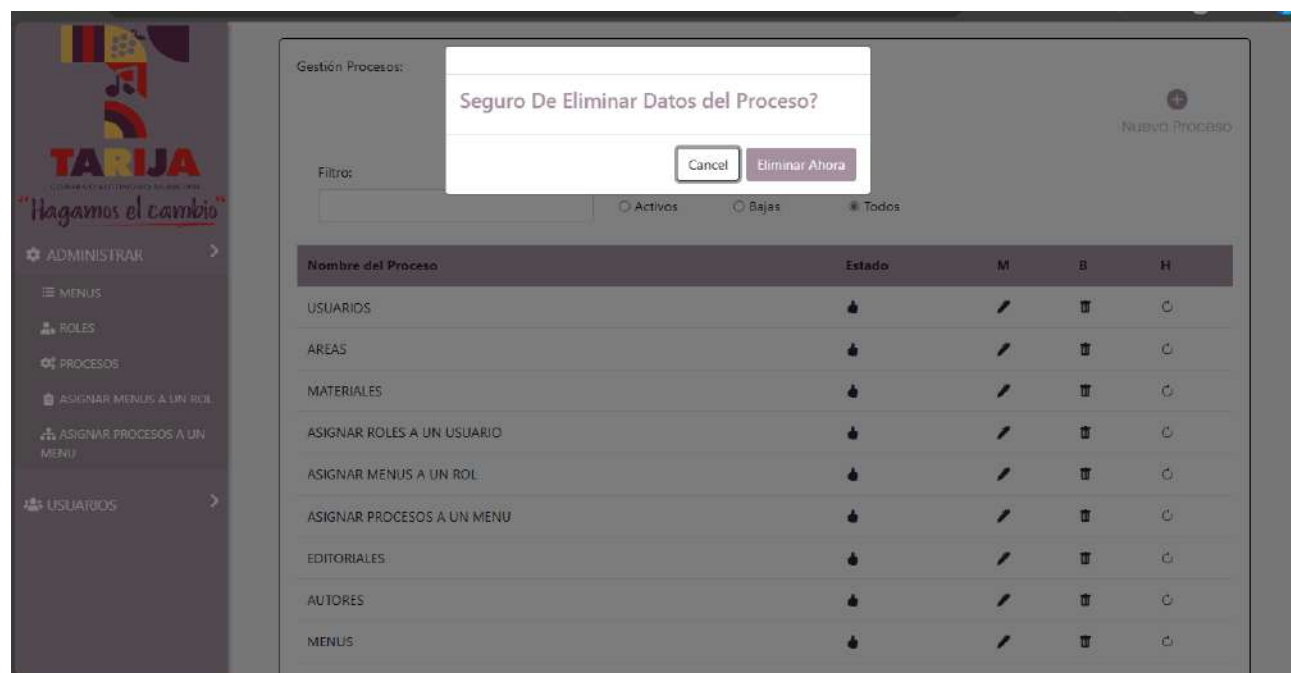 TARIJA
"Hagamos el cambio"
ADMINISTRAR
MENUS
ROLES
PROCESOS
ASIGNAR MENUS A UN ROL
ASIGNAR PROCESOS A UN
MENU
USUARIOS
Gestión Procesos:
Seguro De Eliminar Datos del Proceso?
Cancel Eliminar Ahora
Nuevo Proceso
Filtro:
Activos Bajas Todos
Nombre del Proceso Estado M B H
USUARIOS
AREAS
MATERIALES
ASIGNAR ROLES A UN USUARIO
ASIGNAR MENUS A UN ROL
ASIGNAR PROCESOS A UN MENU
EDITORIALES
AUTORES
MENUS